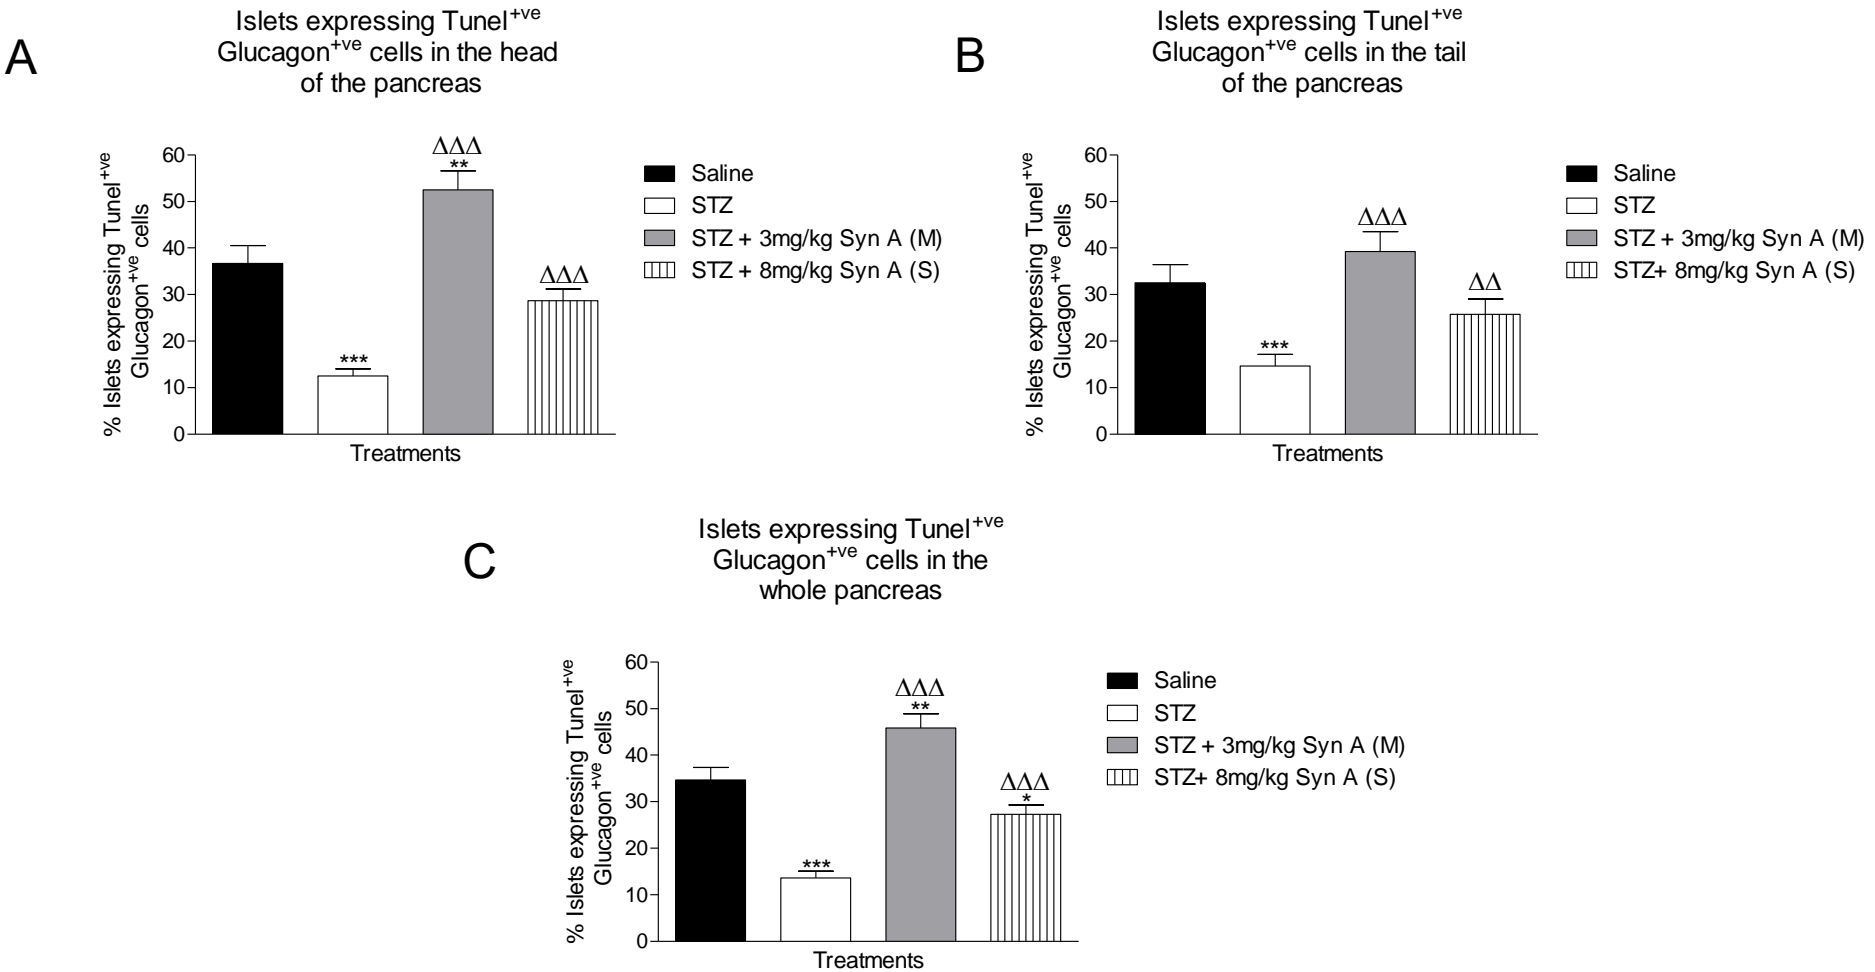 A
Islets expressing Tunel+ve
Glucagon+ve cells in the head
of the pancreas
% Islets expressing Tunel+ve
Glucagon+ve cells
60
50
40
30
20
10
0
***
ΔΔΔ
**
ΔΔΔ
Treatments
Saline
STZ
STZ + 3mg/kg Syn A (M)
STZ + 8mg/kg Syn A (S)
B
Islets expressing Tunel+ve
Glucagon+ve cells in the tail
of the pancreas
% Islets expressing Tunel+ve
Glucagon+ve cells
60
50
40
30
20
10
0
***
ΔΔΔ
ΔΔ
Treatments
Saline
STZ
STZ + 3mg/kg Syn A (M)
STZ+ 8mg/kg Syn A (S)
C
Islets expressing Tunel+ve
Glucagon+ve cells in the
whole pancreas
% Islets expressing Tunel+ve
Glucagon+ve cells
60
50
40
30
20
10
0
***
ΔΔΔ
**
ΔΔΔ
*
Treatments
Saline
STZ
STZ + 3mg/kg Syn A (M)
STZ+ 8mg/kg Syn A (S)